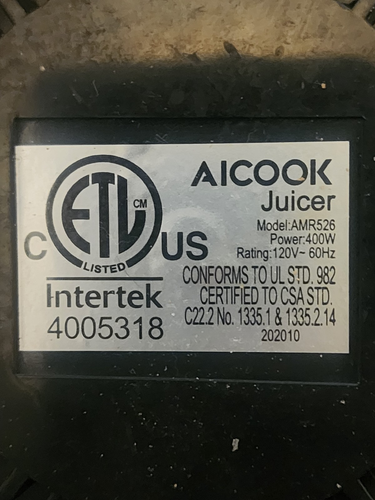 ETL CM
C US
LISTED
Intertek
4005318
AICOOK
Juicer
Model:AMR526
Power:400W
Rating:120V~ 60Hz
CONFORMS TO UL STD. 982
CERTIFIED TO CSA STD.
C22.2 No. 1335.1 & 1335.2.14
202010